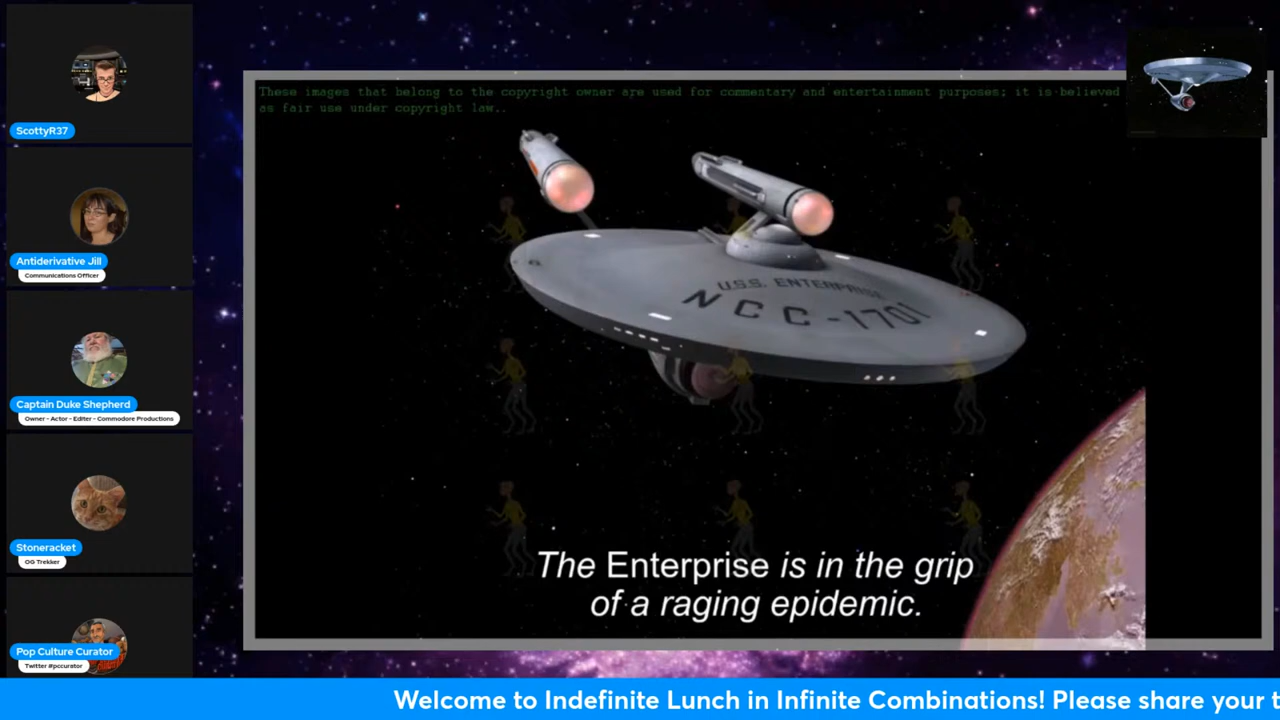 ScottyR37
Antiderivative Jill
Communications Officer
Captain Duke Shepherd
Owner - Actor - Editer - Commodore Productions
Stoneracket
OG Trekker
Pop Culture Curator
Twitter #pccurator
These images that belong to the copyright owner are used for commentary and entertainment purposes; it is believed
as fair use under copyright law..
U.S.S. ENTERPRISE
NCC-1701
The Enterprise is in the grip
of a raging epidemic.
Welcome to Indefinite Lunch in Infinite Combinations! Please share your t